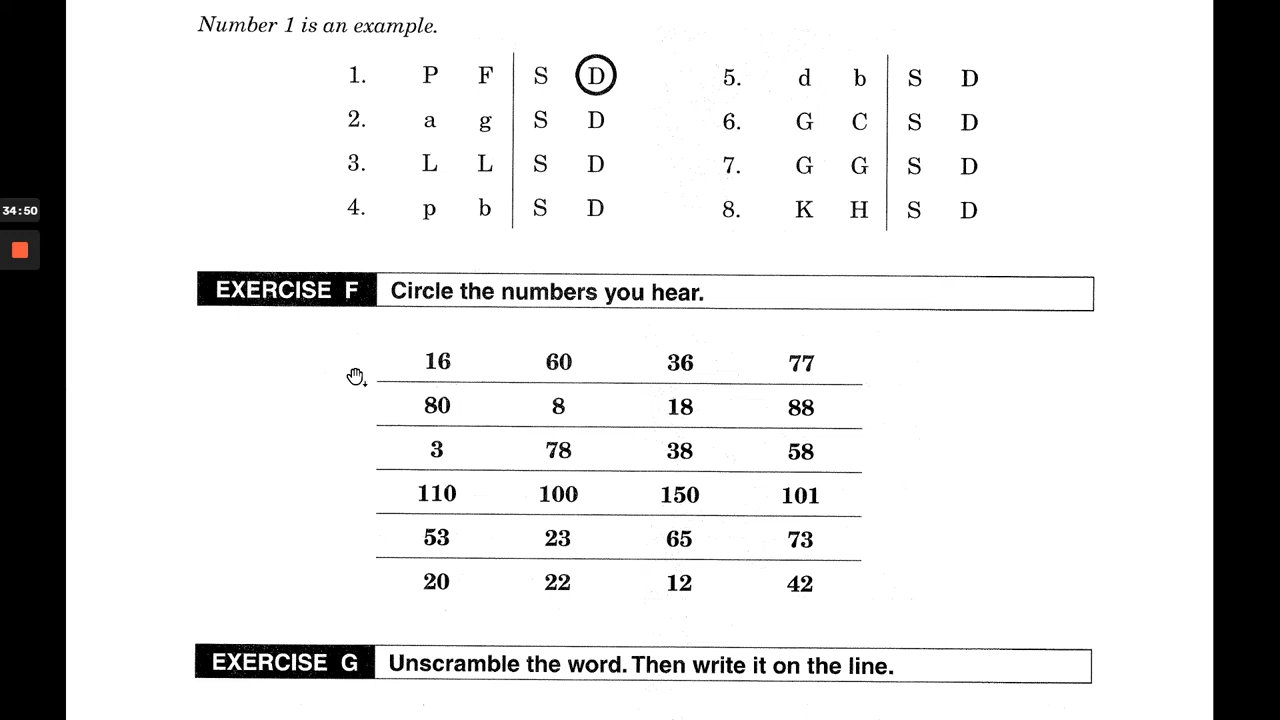 Number 1 is an example.
1. P F S D
2. a g S D
3. L L S D
4. p b S D
5. d b S D
6. G C S D
7. G G S D
8. K H S D
34:50
EXERCISE F Circle the numbers you hear.
16 60 36 77
80 8 18 88
3 78 38 58
110 100 150 101
53 23 65 73
20 22 12 42
EXERCISE G Unscramble the word. Then write it on the line.